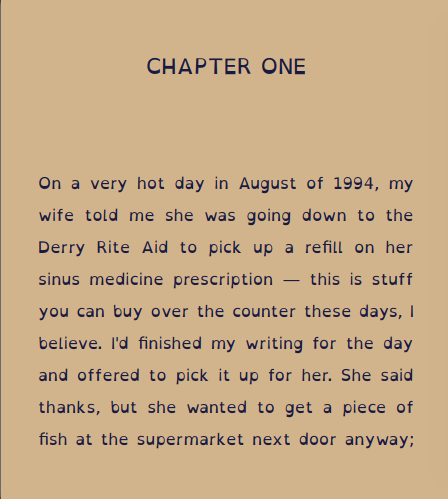 CHAPTER ONE
On a very hot day in August of 1994, my
wife told me she was going down to the
Derry Rite Aid to pick up a refill on her
sinus medicine prescription — this is stuff
you can buy over the counter these days, I
believe. I'd finished my writing for the day
and offered to pick it up for her. She said
thanks, but she wanted to get a piece of
fish at the supermarket next door anyway;